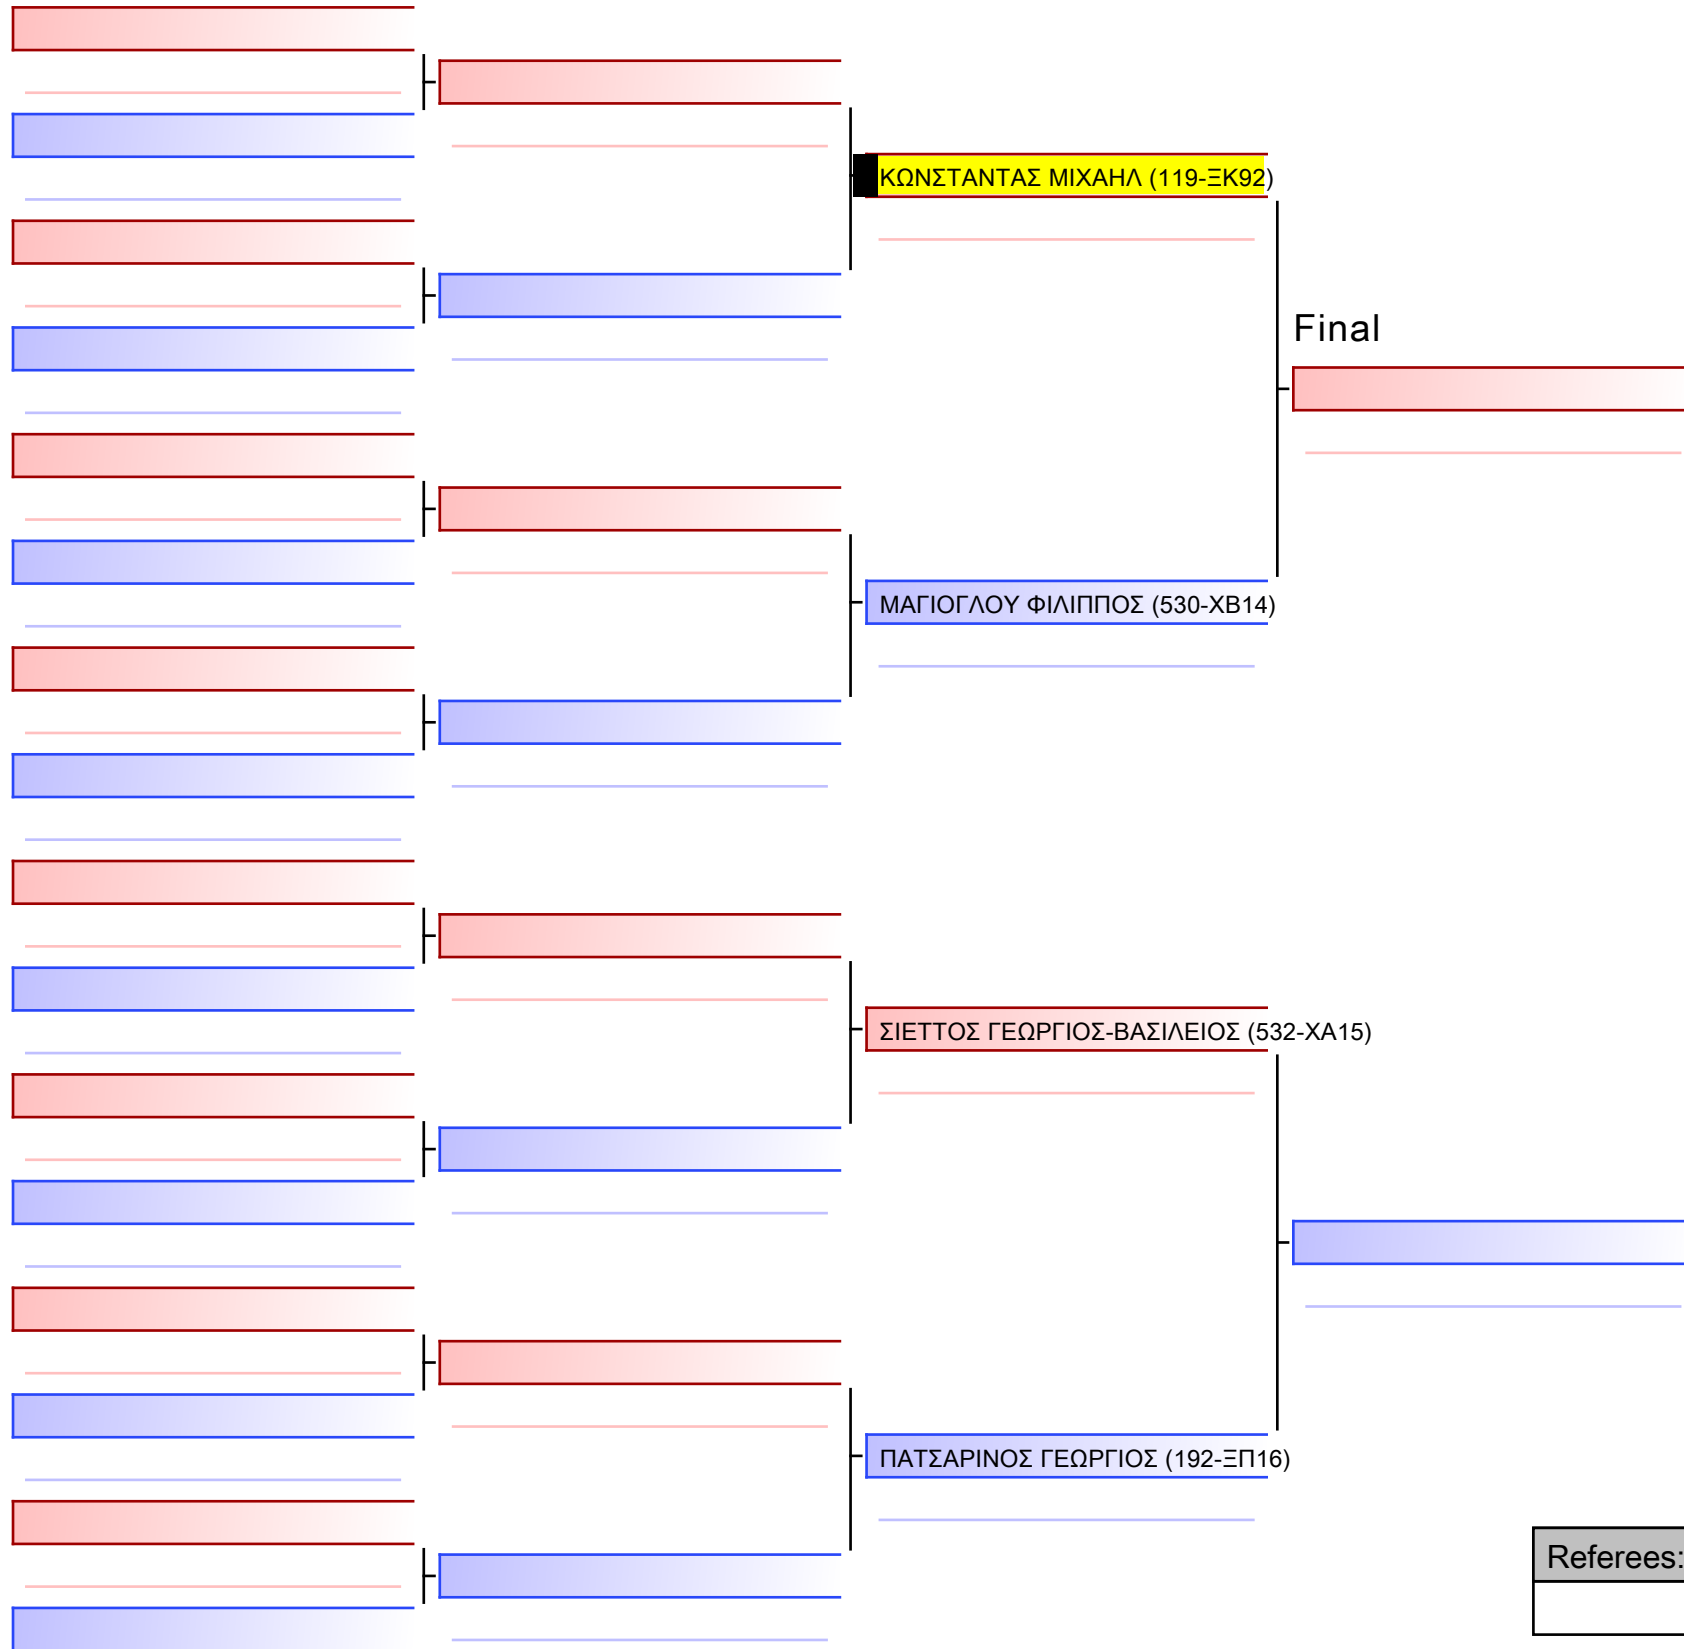 ΚΩΝΣΤΑΝΤΑΣ ΜΙΧΑΗΛ (119-ΞΚ92)
Final
ΜΑΓΙΟΓΛΟΥ ΦΙΛΙΠΠΟΣ (530-ΧΒ14)
ΣΙΕΤΤΟΣ ΓΕΩΡΓΙΟΣ-ΒΑΣΙΛΕΙΟΣ (532-ΧΑ15)
ΠΑΤΣΑΡΙΝΟΣ ΓΕΩΡΓΙΟΣ (192-ΞΠ16)
Referees: